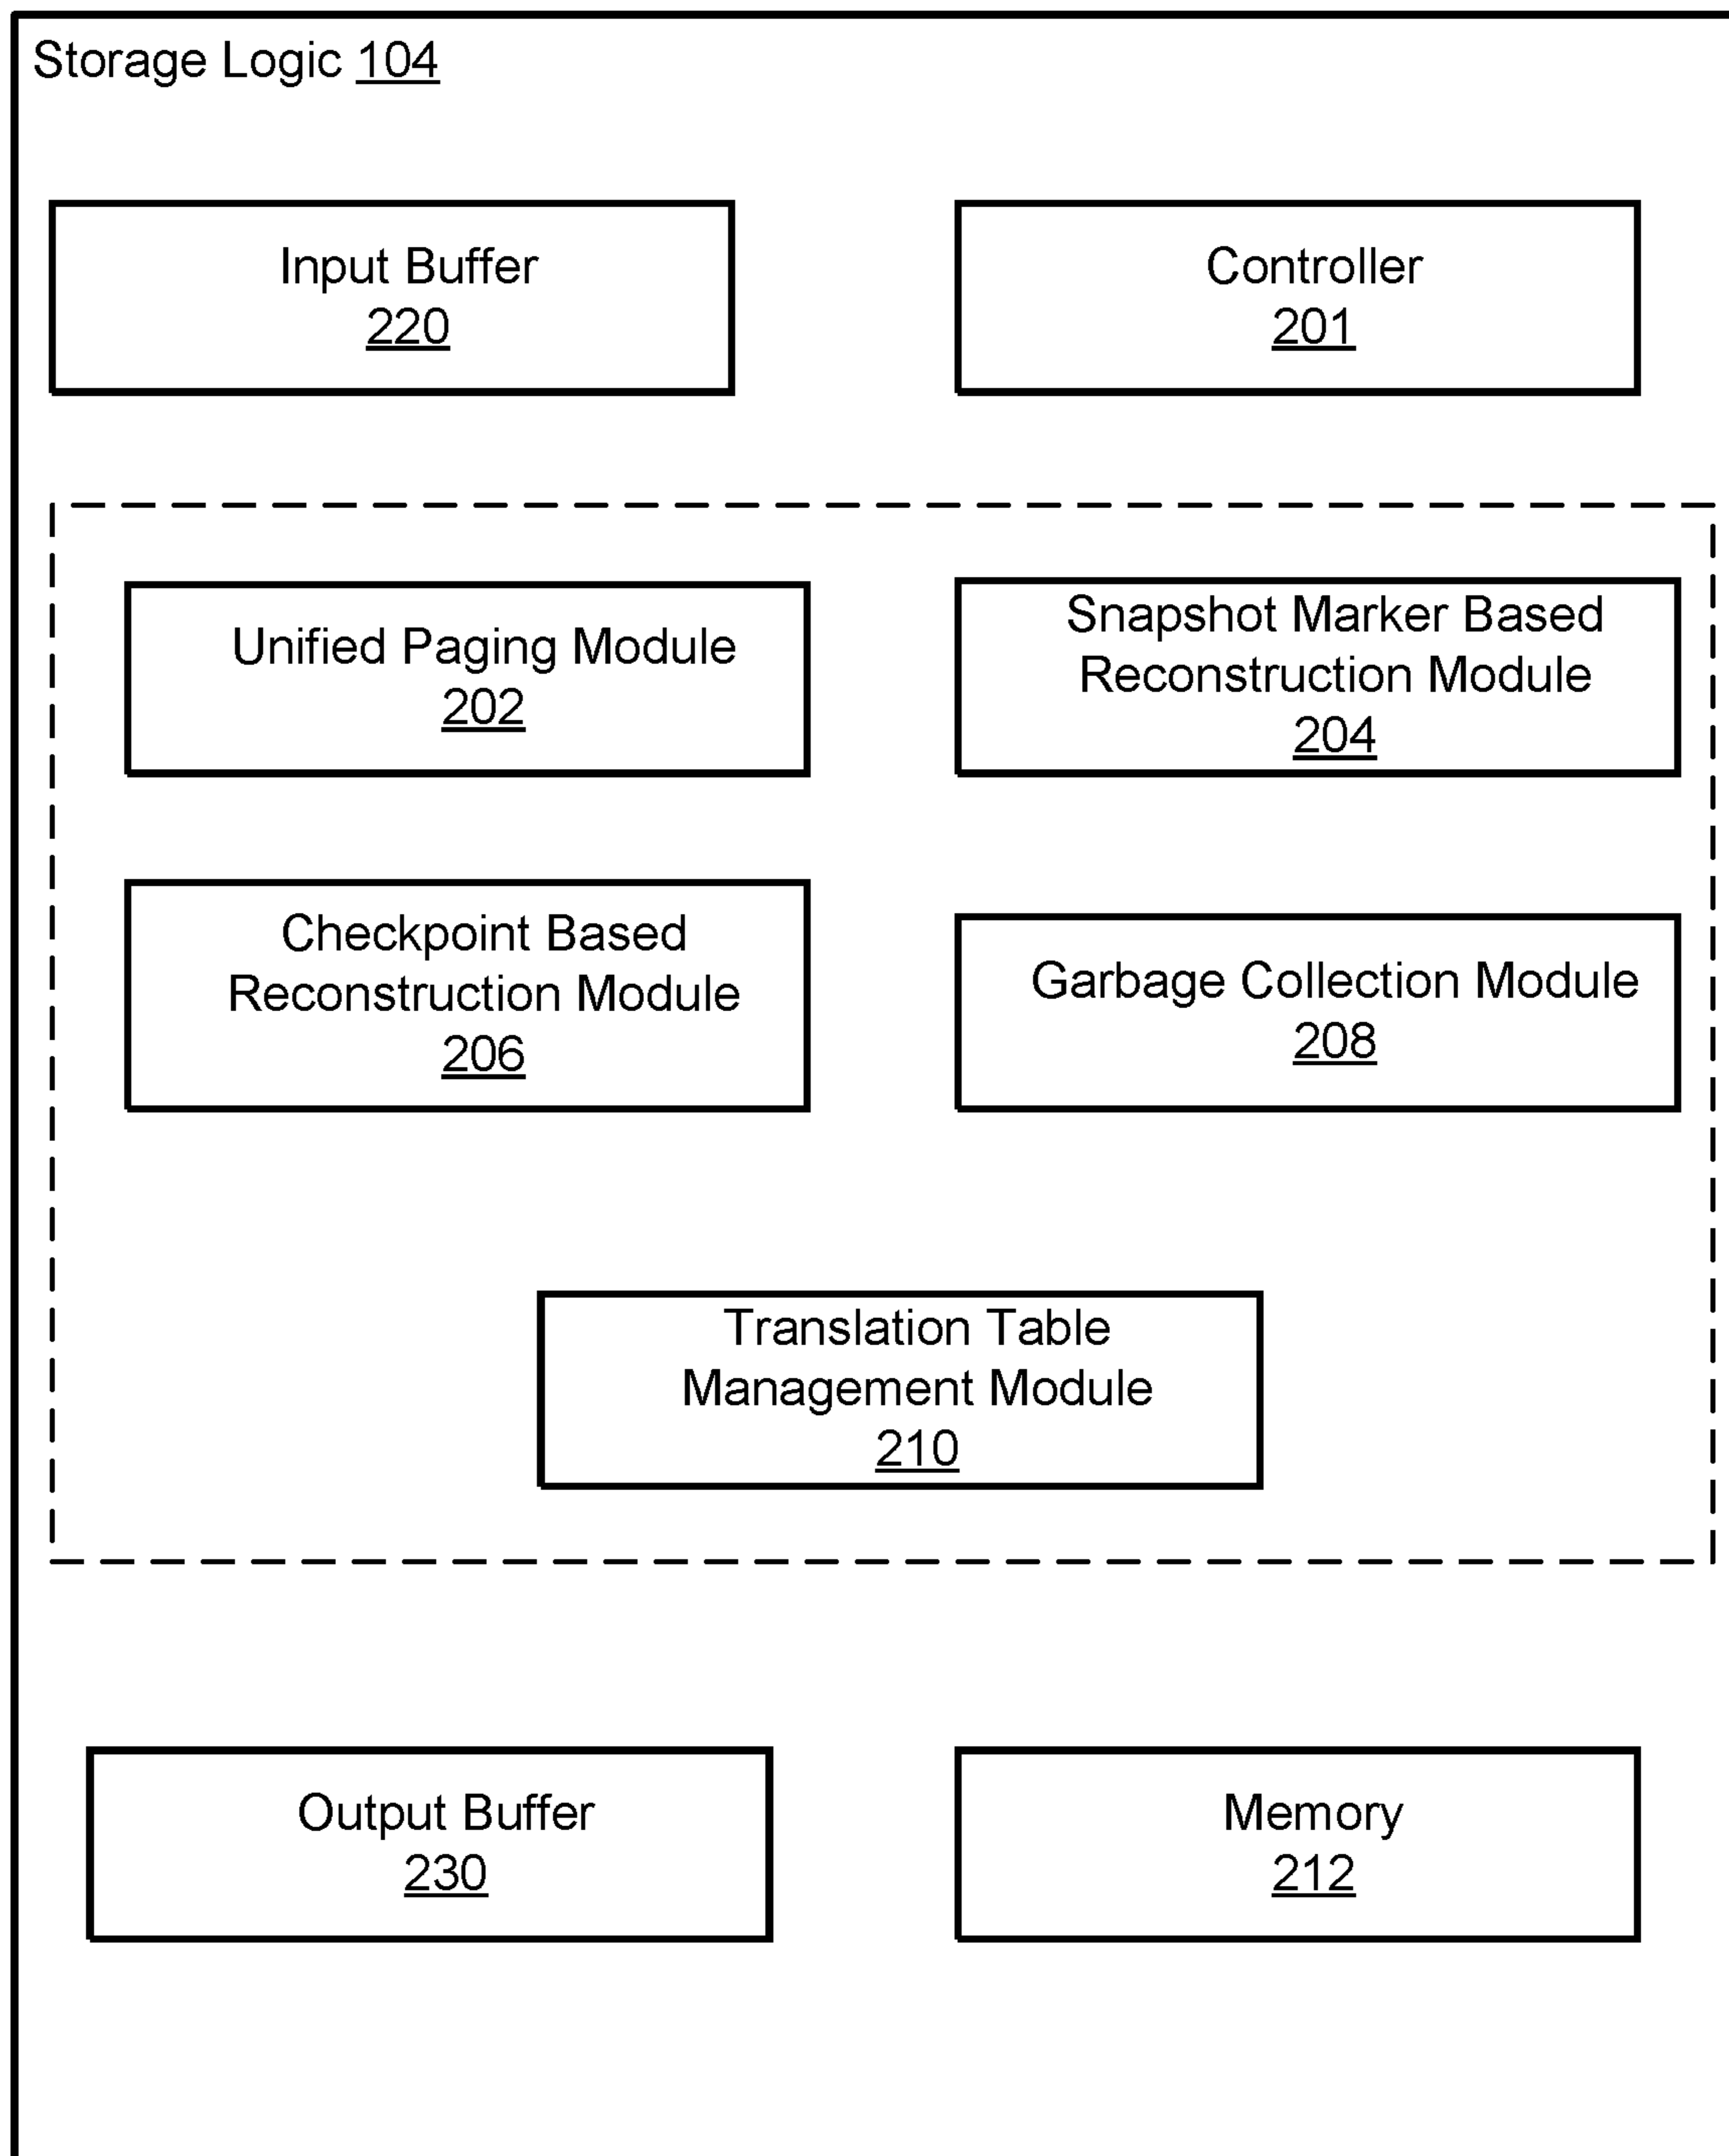 Storage Logic 104
Input Buffer
220
Controller
201
Unified Paging Module
202
Snapshot Marker Based
Reconstruction Module
204
Checkpoint Based
Reconstruction Module
206
Garbage Collection Module
208
Translation Table
Management Module
210
Output Buffer
230
Memory
212